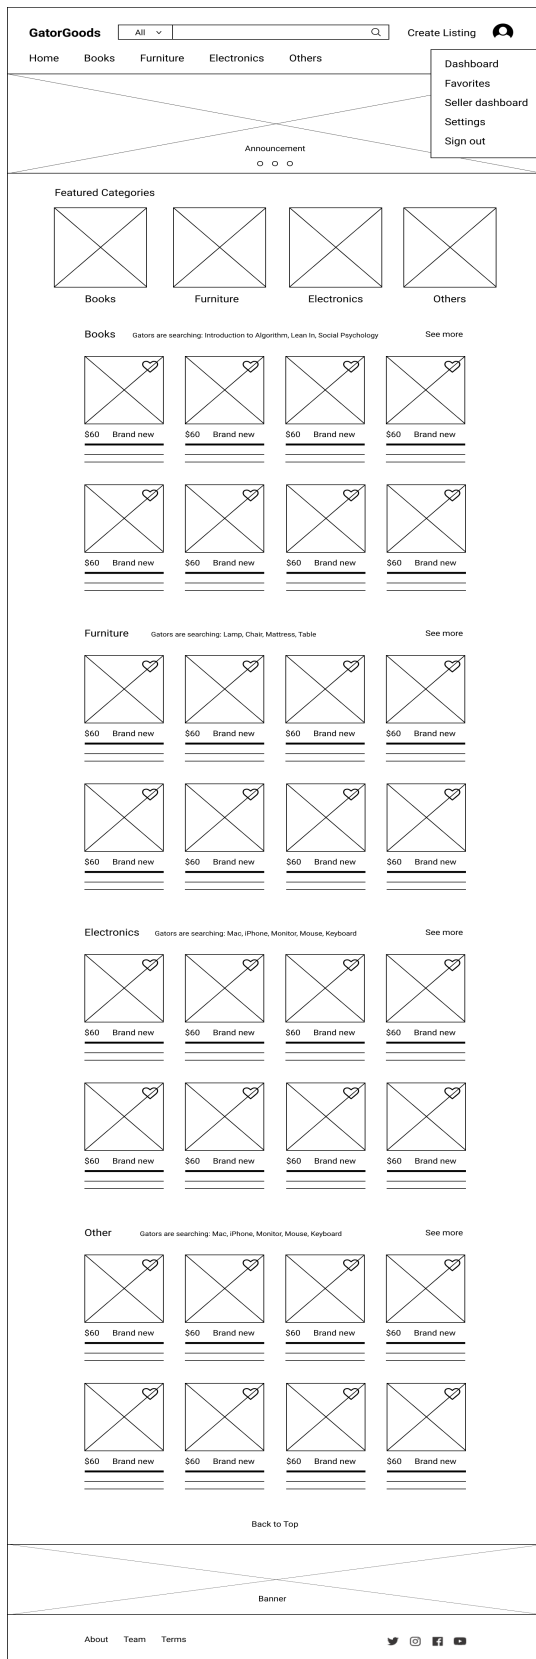 GatorGoods All Create Listing
Home Books Furniture Electronics Others
Dashboard
Favorites
Seller dashboard
Settings
Sign out
Announcement
Featured Categories
Books Furniture Electronics Others
Books Gators are searching: Introduction to Algorithm, Lean In, Social Psychology See more
$60 Brand new $60 Brand new $60 Brand new $60 Brand new
$60 Brand new $60 Brand new $60 Brand new $60 Brand new
Furniture Gators are searching: Lamp, Chair, Mattress, Table See more
$60 Brand new $60 Brand new $60 Brand new $60 Brand new
$60 Brand new $60 Brand new $60 Brand new $60 Brand new
Electronics Gators are searching: Mac, iPhone, Monitor, Mouse, Keyboard See more
$60 Brand new $60 Brand new $60 Brand new $60 Brand new
$60 Brand new $60 Brand new $60 Brand new $60 Brand new
Other Gators are searching: Mac, iPhone, Monitor, Mouse, Keyboard See more
$60 Brand new $60 Brand new $60 Brand new $60 Brand new
$60 Brand new $60 Brand new $60 Brand new $60 Brand new
Back to Top
Banner
About Team Terms